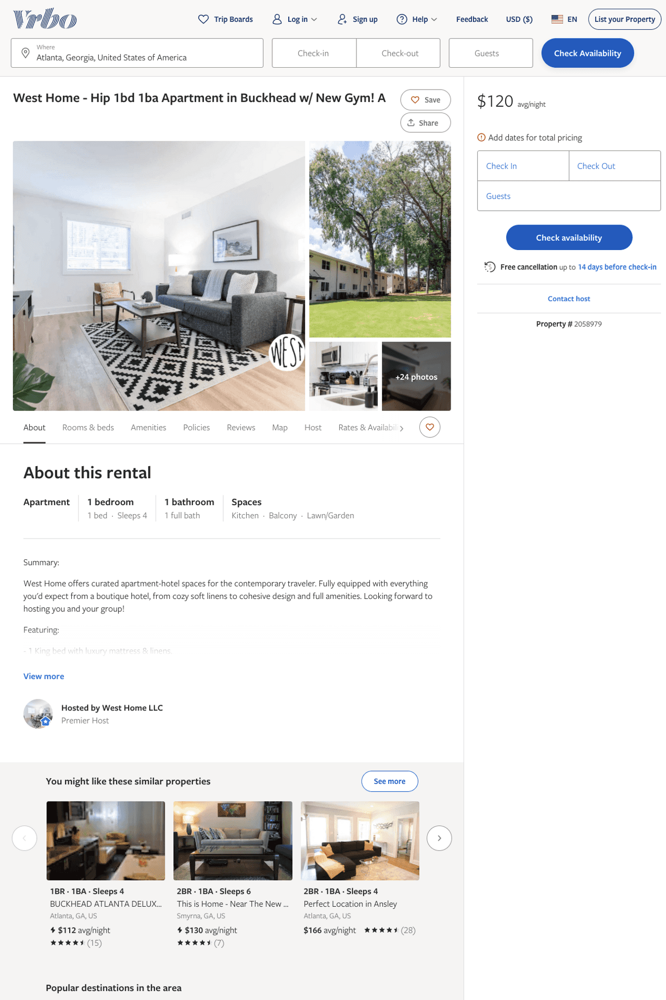 Vrbo
Trip Boards
Log in
Sign up
Help
Feedback
USD ($)
EN
List your Property
Where
Atlanta, Georgia, United States of America
Check-in
Check-out
Guests
Check Availability
West Home - Hip 1bd 1ba Apartment in Buckhead w/ New Gym! A
Save
Share
$120 avg/night
Add dates for total pricing
Check In
Check Out
Guests
Check availability
Free cancellation up to 14 days before check-in
Contact host
Property # 2058979
WEST
+24 photos
About
Rooms & beds
Amenities
Policies
Reviews
Map
Host
Rates & Availabili
About this rental
Apartment
1 bedroom
1 bed · Sleeps 4
1 bathroom
1 full bath
Spaces
Kitchen · Balcony · Lawn/Garden
Summary:
West Home offers curated apartment-hotel spaces for the contemporary traveler. Fully equipped with everything
you'd expect from a boutique hotel, from cozy soft linens to cohesive design and full amenities. Looking forward to
hosting you and your group!
Featuring:
- 1 King bed with luxury mattress & linens.
View more
Hosted by West Home LLC
Premier Host
You might like these similar properties
See more
1BR · 1BA · Sleeps 4
BUCKHEAD ATLANTA DELUX...
Atlanta, GA, US
$112 avg/night
(15)
2BR · 1BA · Sleeps 6
This is Home - Near The New ...
Smyrna, GA, US
$130 avg/night
(7)
2BR · 1BA · Sleeps 4
Perfect Location in Ansley
Atlanta, GA, US
$166 avg/night (28)
Popular destinations in the area